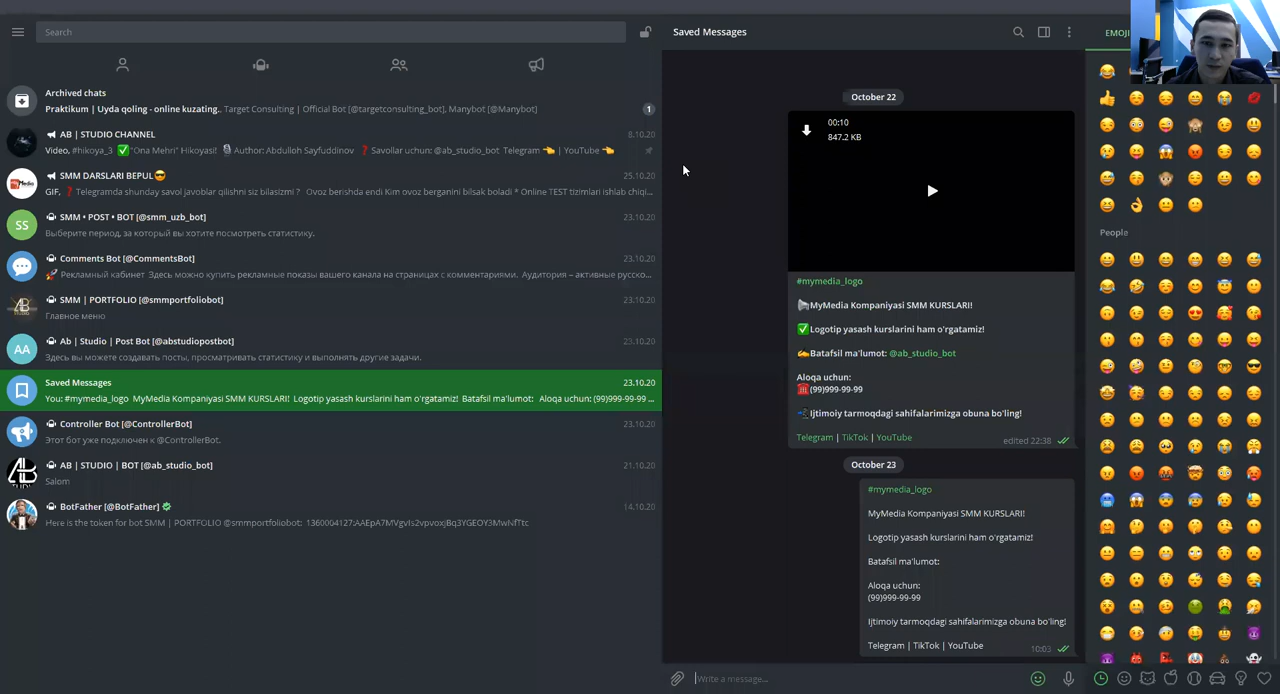 Search
Saved Messages
EMOJI
Archived chats
Praktikum | Uyda qoling - online kuzating., Target Consulting | Official Bot [@targetconsulting_bot], Manybot [@Manybot]
1
AB | STUDIO CHANNEL
8.10.20
Video, #hikoya_3 ✅"Ona Mehri" Hikoyasi! 🎙Author: Abdulloh Sayfuddinov ❓Savollar uchun: @ab_studio_bot Telegram 👈 | YouTube 👈
SMM DARSLARI BEPUL😎
25.10.20
GIF, ❓Telegramda shunday savol javoblar qilishni siz bilasizmi ? Ovoz berishda endi Kim ovoz berganini bilsak boladi * Online TEST tizimlari ishlab chiqi...
SS
SMM • POST • BOT [@smm_uzb_bot]
23.10.20
Выберите период, за который вы хотите посмотреть статистику.
Comments Bot [@CommentsBot]
23.10.20
🚀 Рекламный кабинет Здесь можно купить рекламные показы вашего канала на страницах с комментариями. Аудитория – активные русско...
SMM | PORTFOLIO [@smmportfoliobot]
23.10.20
Главное меню
AA
Ab | Studio | Post Bot [@abstudiopostbot]
23.10.20
Здесь вы можете создавать посты, просматривать статистику и выполнять другие задачи.
Saved Messages
23.10.20
You: #mymedia_logo MyMedia Kompaniyasi SMM KURSLARI! Logotip yasash kurslarini ham o'rgatamiz! Batafsil ma'lumot: Aloqa uchun: (99)999-99-99 ...
Controller Bot [@ControllerBot]
23.10.20
Этот бот уже подключен к @ControllerBot.
AB | STUDIO | BOT [@ab_studio_bot]
21.10.20
Salom
BotFather [@BotFather]
14.10.20
Here is the token for bot SMM | PORTFOLIO @smmportfoliobot:
October 22
00:10
847.2 KB
#mymedia_logo
📢MyMedia Kompaniyasi SMM KURSLARI!
✅Logotip yasash kurslarini ham o'rgatamiz!
✍Batafsil ma'lumot: @ab_studio_bot
Aloqa uchun:
☎(99)999-99-99
📲Ijtimoiy tarmoqdagi sahifalarimizga obuna bo'ling!
Telegram | TikTok | YouTube
edited 22:38
October 23
#mymedia_logo
MyMedia Kompaniyasi SMM KURSLARI!
Logotip yasash kurslarini ham o'rgatamiz!
Batafsil ma'lumot:
Aloqa uchun:
(99)999-99-99
Ijtimoiy tarmoqdagi sahifalarimizga obuna bo'ling!
Telegram | TikTok | YouTube
10:03
Write a message...
People